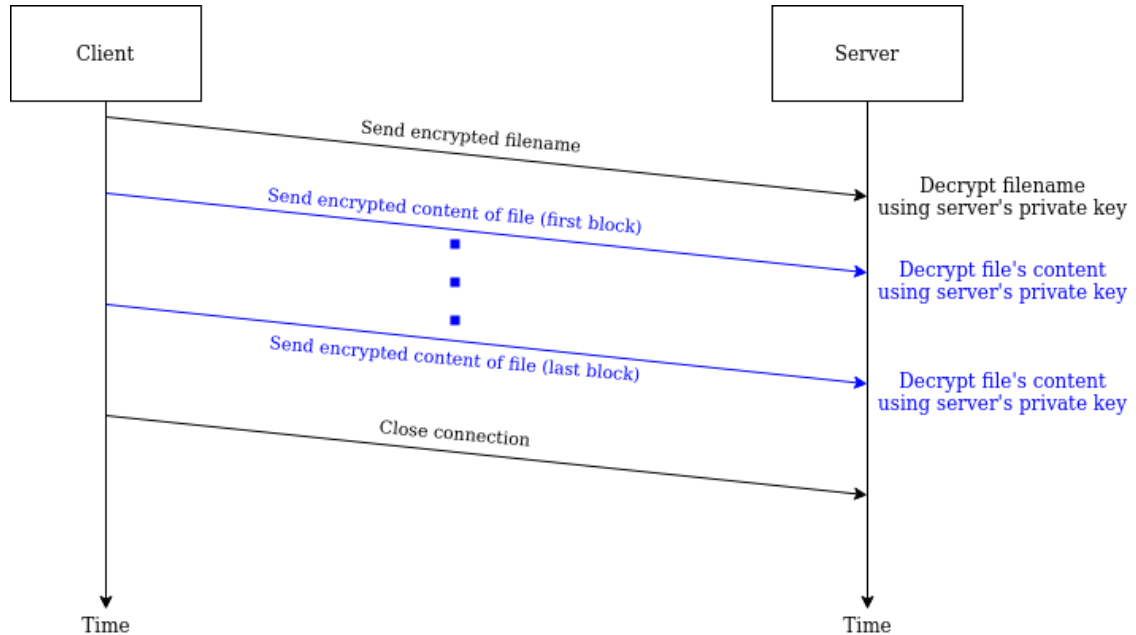 Client
Server
Send encrypted filename
Decrypt filename
using server's private key
Send encrypted content of file (first block)
Decrypt file's content
using server's private key
Send encrypted content of file (last block)
Decrypt file's content
using server's private key
Close connection
Time
Time